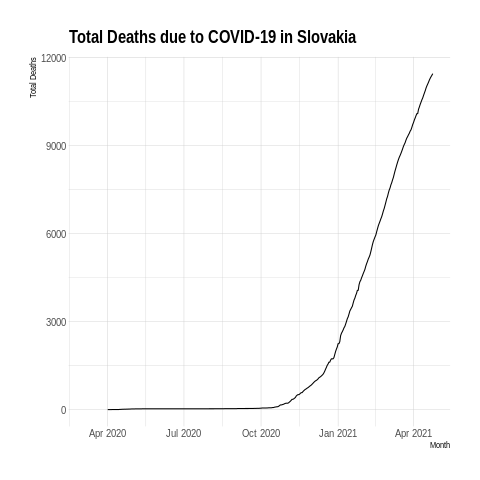 Total Deaths due to COVID-19 in Slovakia
Total Deaths
12000
9000
6000
3000
0
Apr 2020 Jul 2020 Oct 2020 Jan 2021 Apr 2021
Month